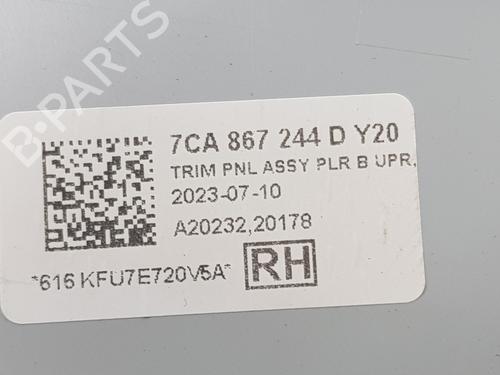 B-PARTS
7CA 867 244 D Y20
TRIM PNL ASSY PLR B UPR.
2023-07-10
A20232,20178
*616 KFU7E720V5A*
RH